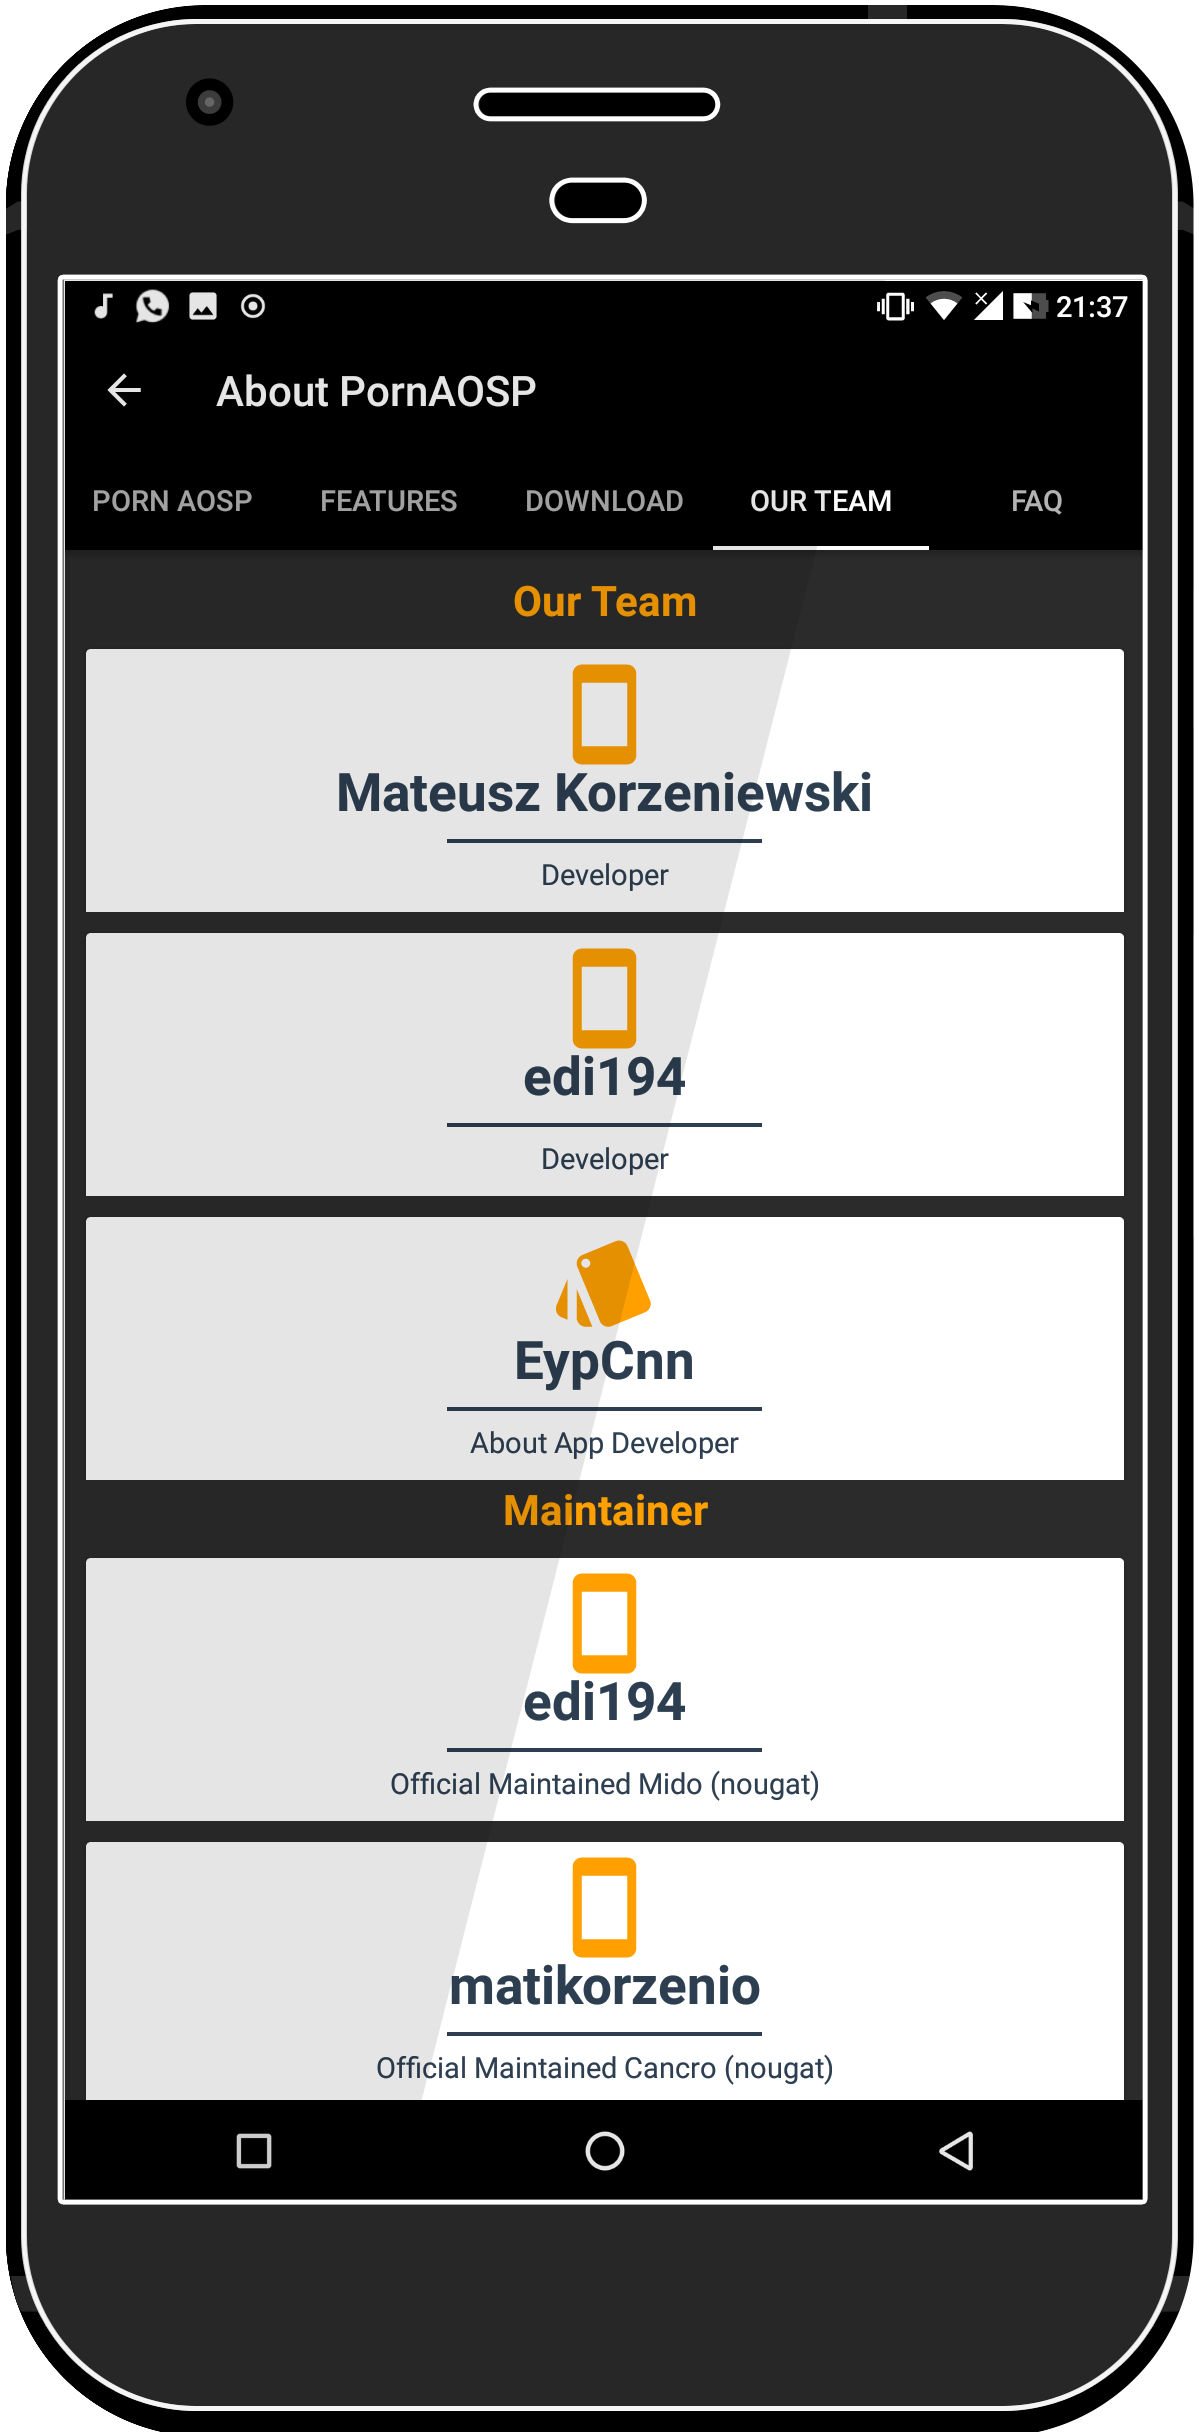 21:37
About PornAOSP
PORN AOSP FEATURES DOWNLOAD OUR TEAM FAQ
Our Team
Mateusz Korzeniewski
Developer
edi194
Developer
EypCnn
About App Developer
Maintainer
edi194
Official Maintained Mido (nougat)
matikorzenio
Official Maintained Cancro (nougat)